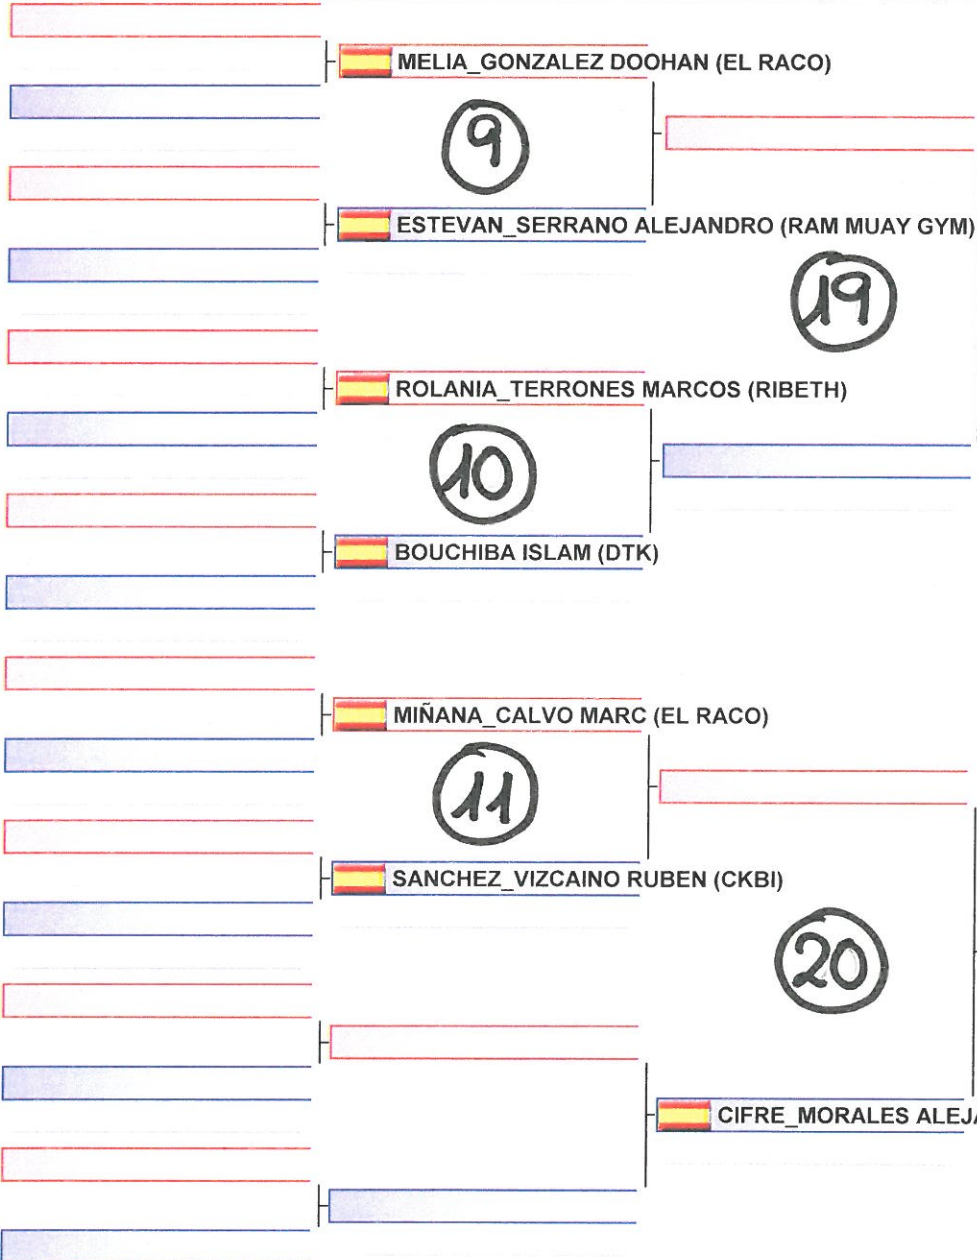 MELIA_GONZALEZ DOOHAN (EL RACO)
9
ESTEVAN_SERRANO ALEJANDRO (RAM MUAY GYM)
19
ROLANIA_TERRONES MARCOS (RIBETH)
10
BOUCHIBA ISLAM (DTK)
MIÑANA_CALVO MARC (EL RACO)
11
SANCHEZ_VIZCAINO RUBEN (CKBI)
20
CIFRE_MORALES ALEJA